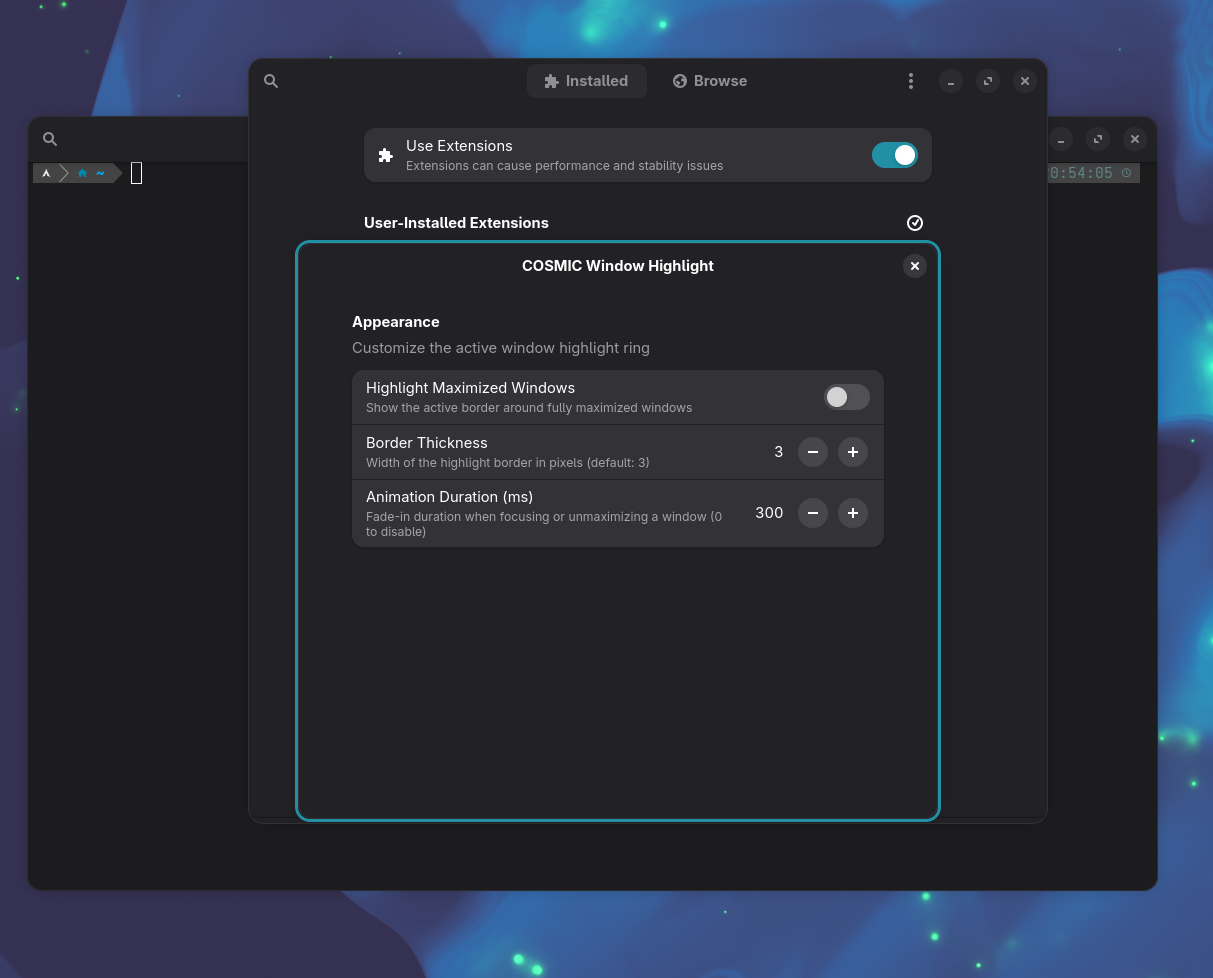 Installed
Browse
Use Extensions
Extensions can cause performance and stability issues
~
0:54:05
User-Installed Extensions
COSMIC Window Highlight
Appearance
Customize the active window highlight ring
Highlight Maximized Windows
Show the active border around fully maximized windows
Border Thickness
3
Width of the highlight border in pixels (default: 3)
Animation Duration (ms)
300
Fade-in duration when focusing or unmaximizing a window (0
to disable)